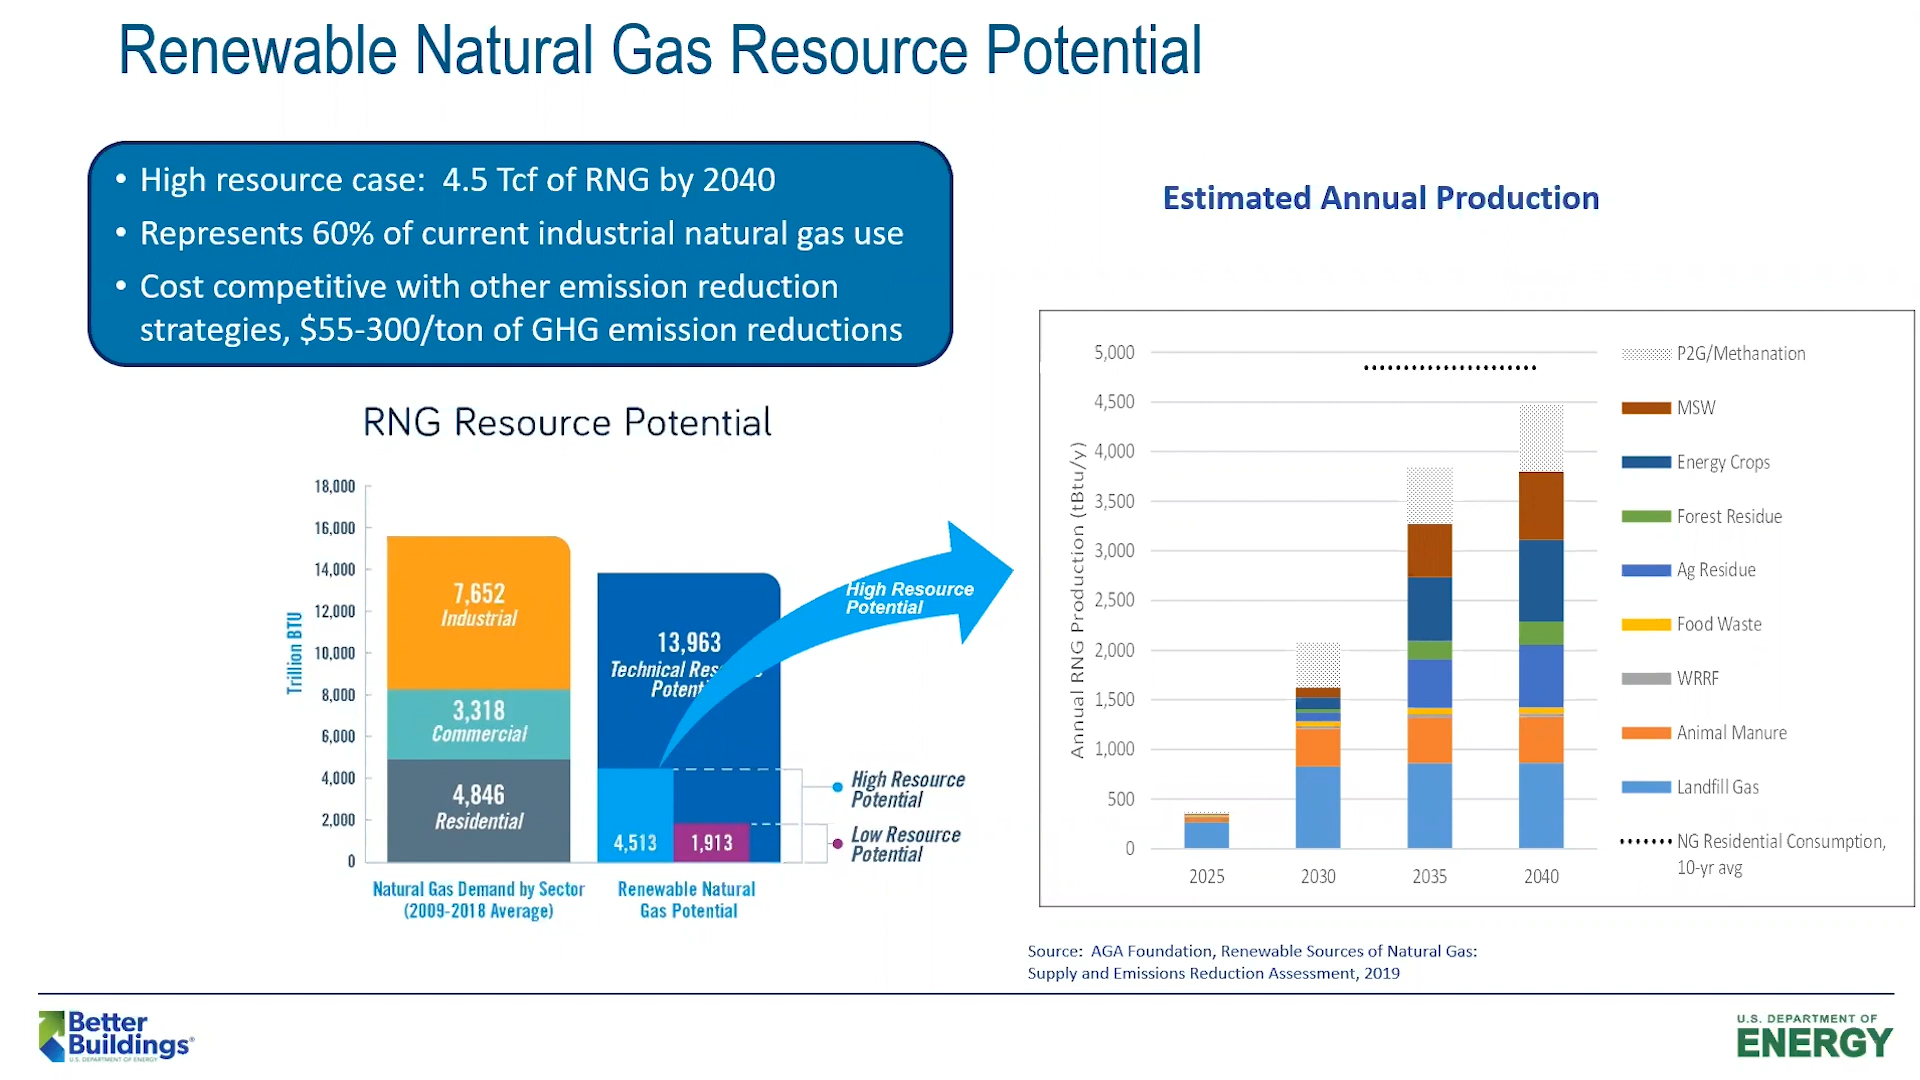 Renewable Natural Gas Resource Potential
• High resource case: 4.5 Tcf of RNG by 2040
• Represents 60% of current industrial natural gas use
• Cost competitive with other emission reduction
strategies, $55-300/ton of GHG emission reductions
RNG Resource Potential
Trillion BTU
18,000
16,000
14,000
12,000
10,000
8,000
6,000
4,000
2,000
0
7,652
Industrial
3,318
Commercial
4,846
Residential
13,963
Technical Res
Potent
4,513
1,913
High Resource
Potential
High Resource
Potential
Low Resource
Potential
Natural Gas Demand by Sector
(2009-2018 Average)
Renewable Natural
Gas Potential
Estimated Annual Production
Annual RNG Production (tBtu/y)
5,000
4,500
4,000
3,500
3,000
2,500
2,000
1,500
1,000
500
0
2025
2030
2035
2040
P2G/Methanation
MSW
Energy Crops
Forest Residue
Ag Residue
Food Waste
WRRF
Animal Manure
Landfill Gas
NG Residential Consumption,
10-yr avg
Source: AGA Foundation, Renewable Sources of Natural Gas:
Supply and Emissions Reduction Assessment, 2019
Better
Buildings®
U.S. DEPARTMENT OF ENERGY
U.S. DEPARTMENT OF
ENERGY